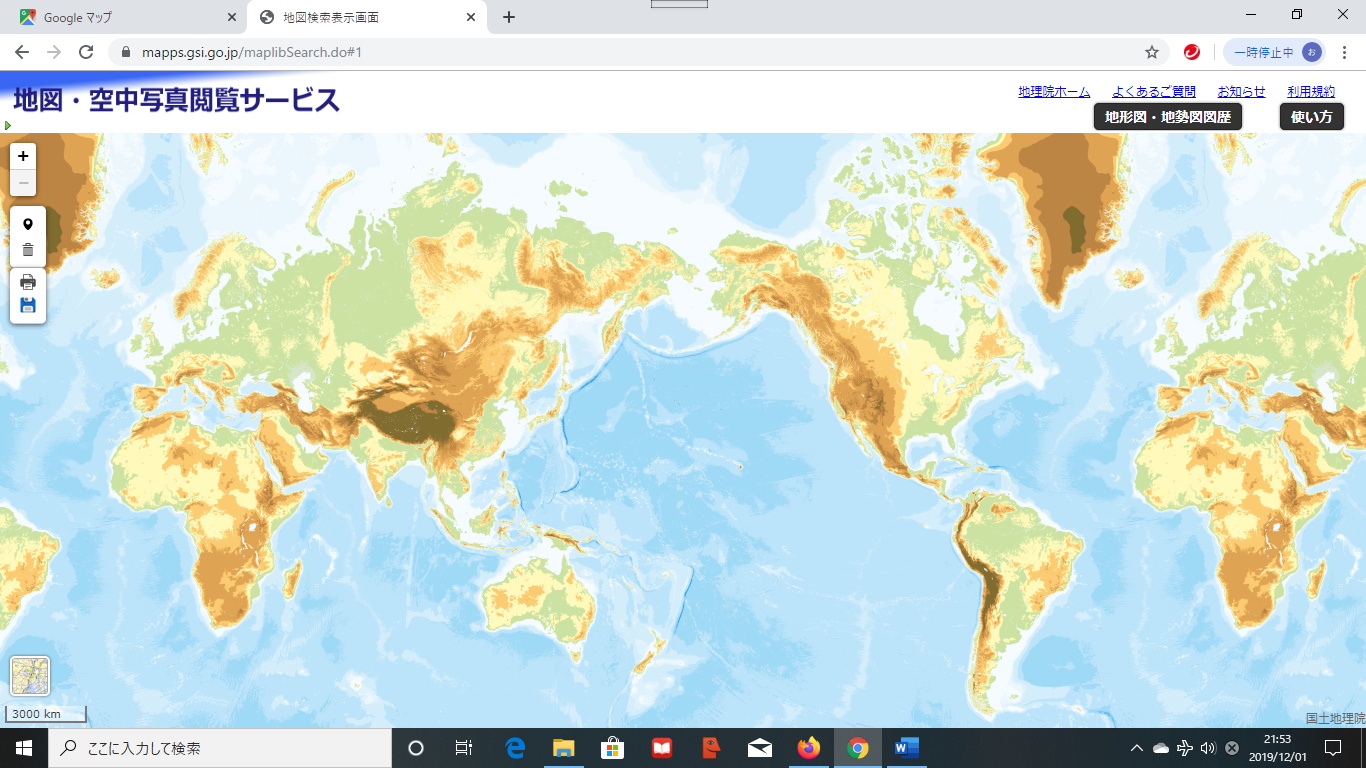 Google マップ
地図検索表示画面
mapps.gsi.go.jp/maplibSearch.do#1
一時停止中
お
地図・空中写真閲覧サービス
地理院ホーム よくあるご質問 お知らせ 利用規約
地形図・地勢図図歴 使い方
+
−
3000 km
国土地理院
ここに入力して検索
W
21:53
2019/12/01